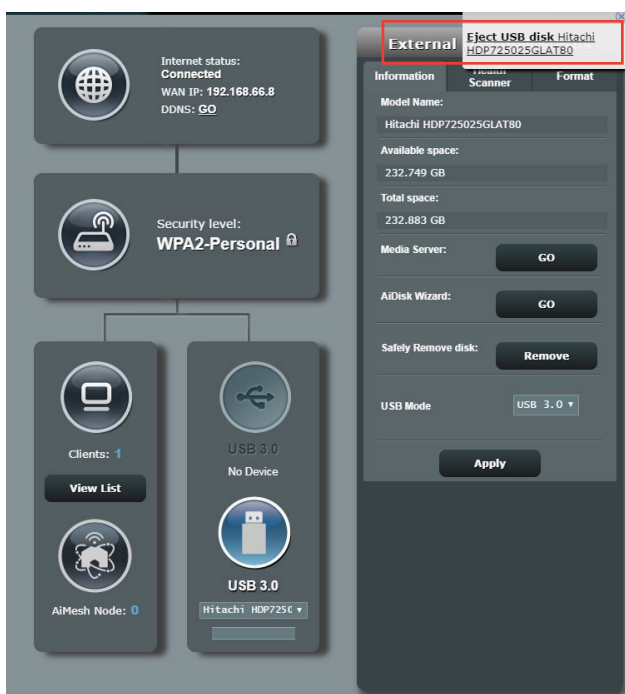 Internet status:
Connected
WAN IP: 192.168.66.8
DDNS: GO
Security level:
WPA2-Personal
Clients: 1
View List
AiMesh Node: 0
USB 3.0
No Device
USB 3.0
Hitachi HDP7250
External
Eject USB disk Hitachi
HDP725025GLAT80
Information
Health
Scanner
Format
Model Name:
Hitachi HDP725025GLAT80
Available space:
232.749 GB
Total space:
232.883 GB
Media Server:
GO
AiDisk Wizard:
GO
Safely Remove disk:
Remove
USB Mode
USB 3.0
Apply